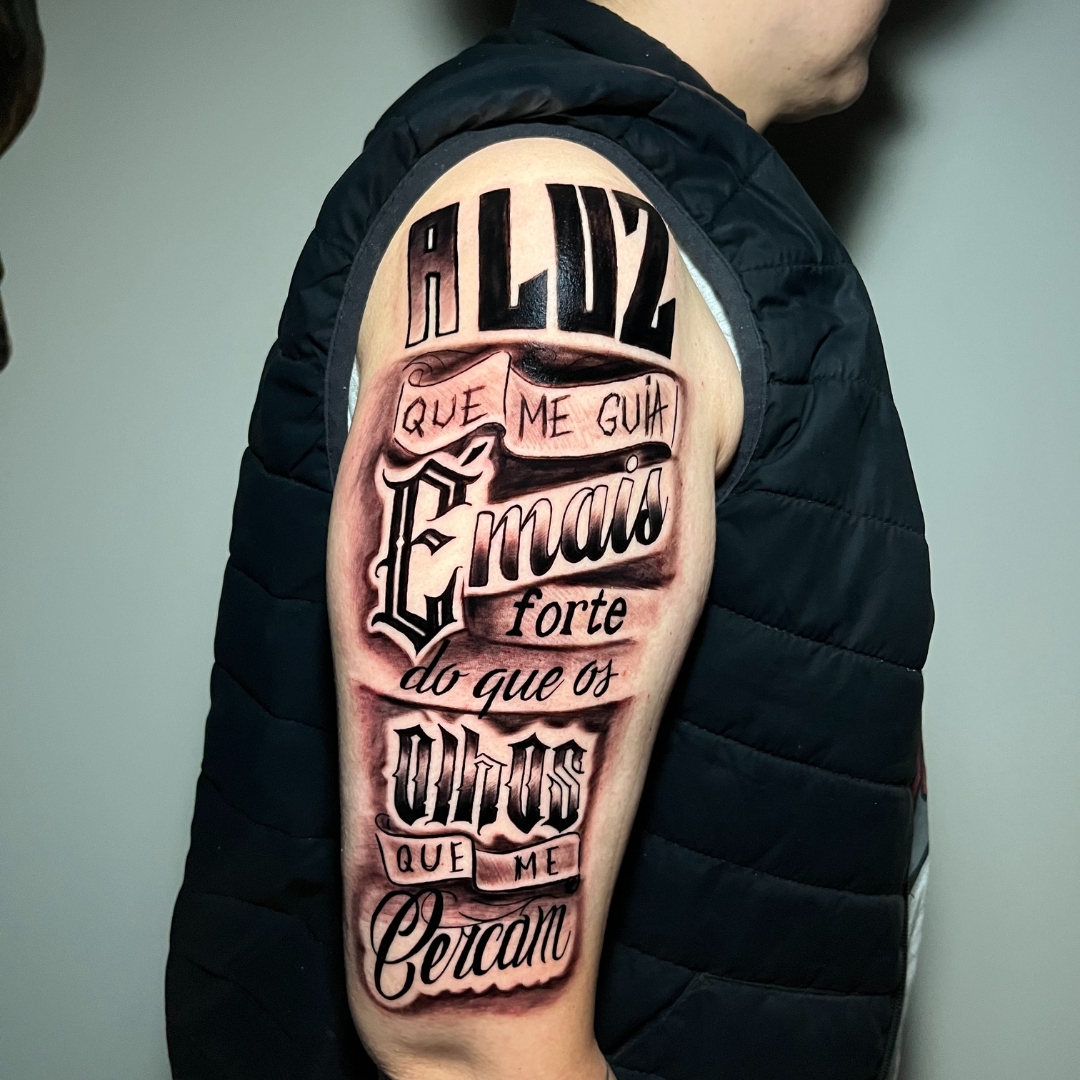 A LUZ
QUE ME GUIA
É mais
forte
do que os
Olhos
QUE ME
Cercam